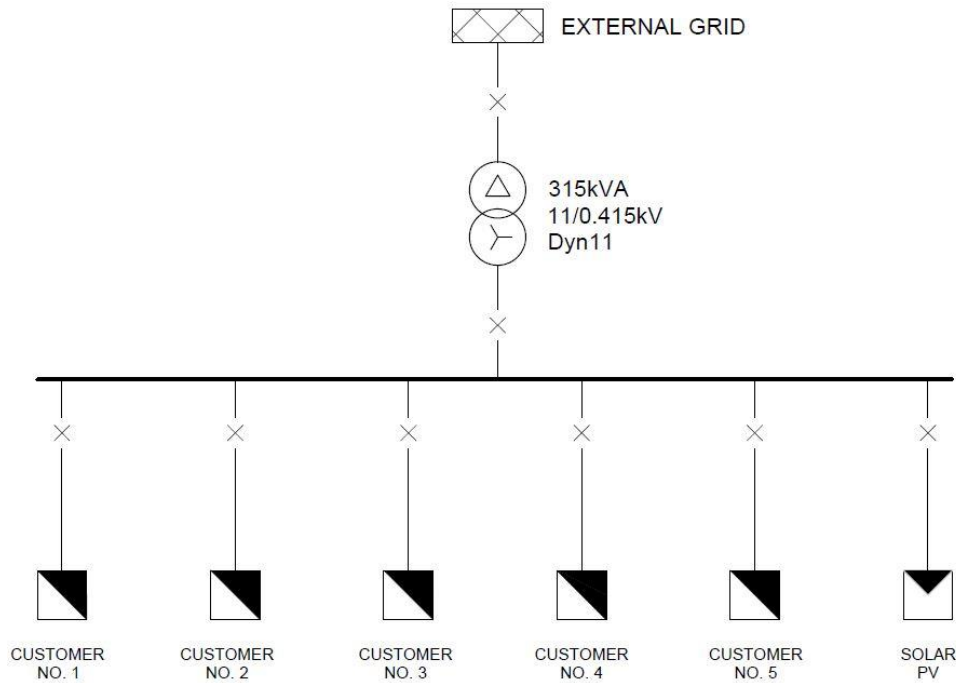 EXTERNAL GRID
315kVA
11/0.415kV
Dyn11
CUSTOMER
NO. 1
CUSTOMER
NO. 2
CUSTOMER
NO. 3
CUSTOMER
NO. 4
CUSTOMER
NO. 5
SOLAR
PV